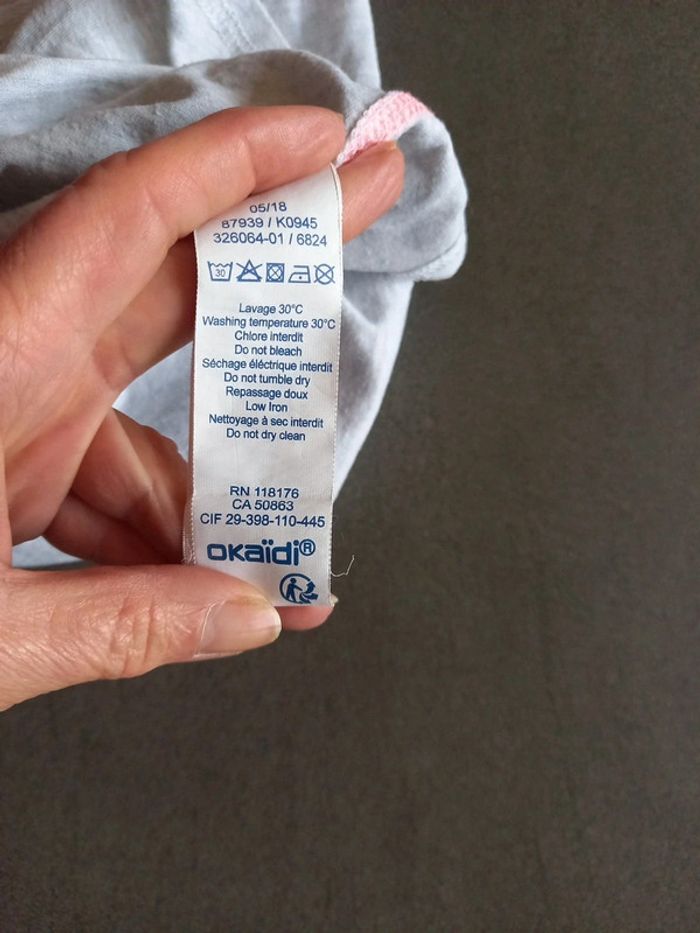 05/18
87939 / K0945
326064-01 / 6824
30
Lavage 30°C
Washing temperature 30°C
Chlore interdit
Do not bleach
Séchage éléctrique interdit
Do not tumble dry
Repassage doux
Low Iron
Nettoyage à sec interdit
Do not dry clean
RN 118176
CA 50863
CIF 29-398-110-445
okaïdi®